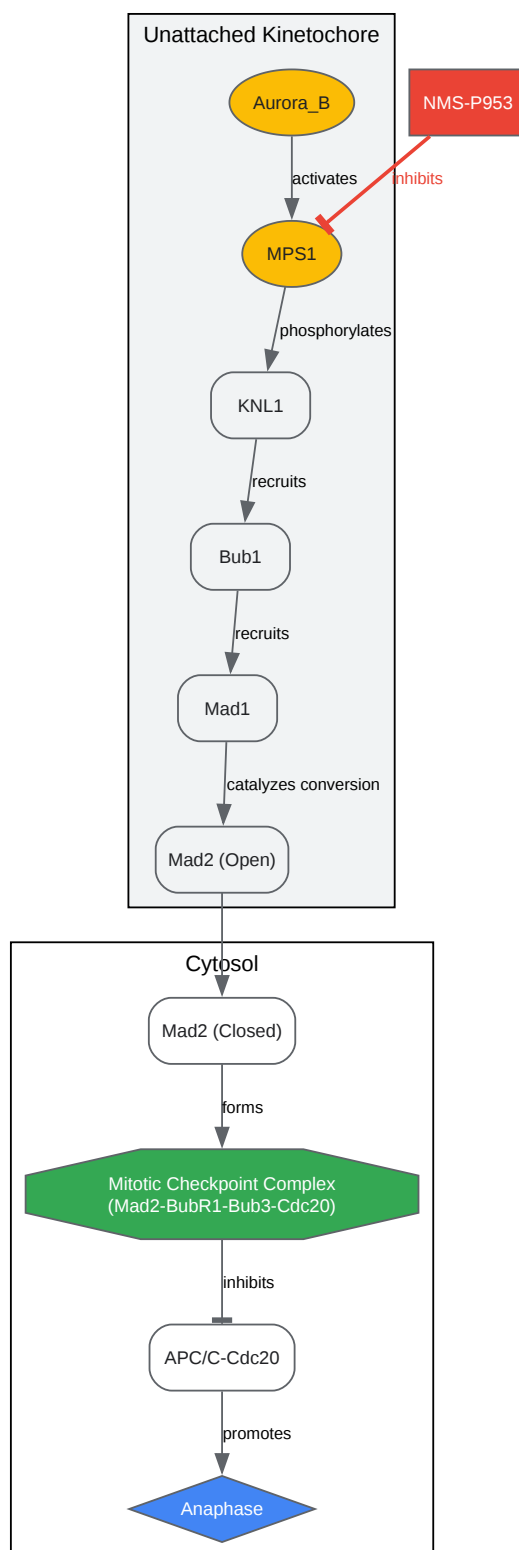 Unattached Kinetochore
Aurora_B
NMS-P953
activates
inhibits
MPS1
phosphorylates
KNL1
recruits
Bub1
recruits
Mad1
catalyzes conversion
Mad2 (Open)
Cytosol
Mad2 (Closed)
forms
Mitotic Checkpoint Complex
(Mad2-BubR1-Bub3-Cdc20)
inhibits
APC/C-Cdc20
promotes
Anaphase